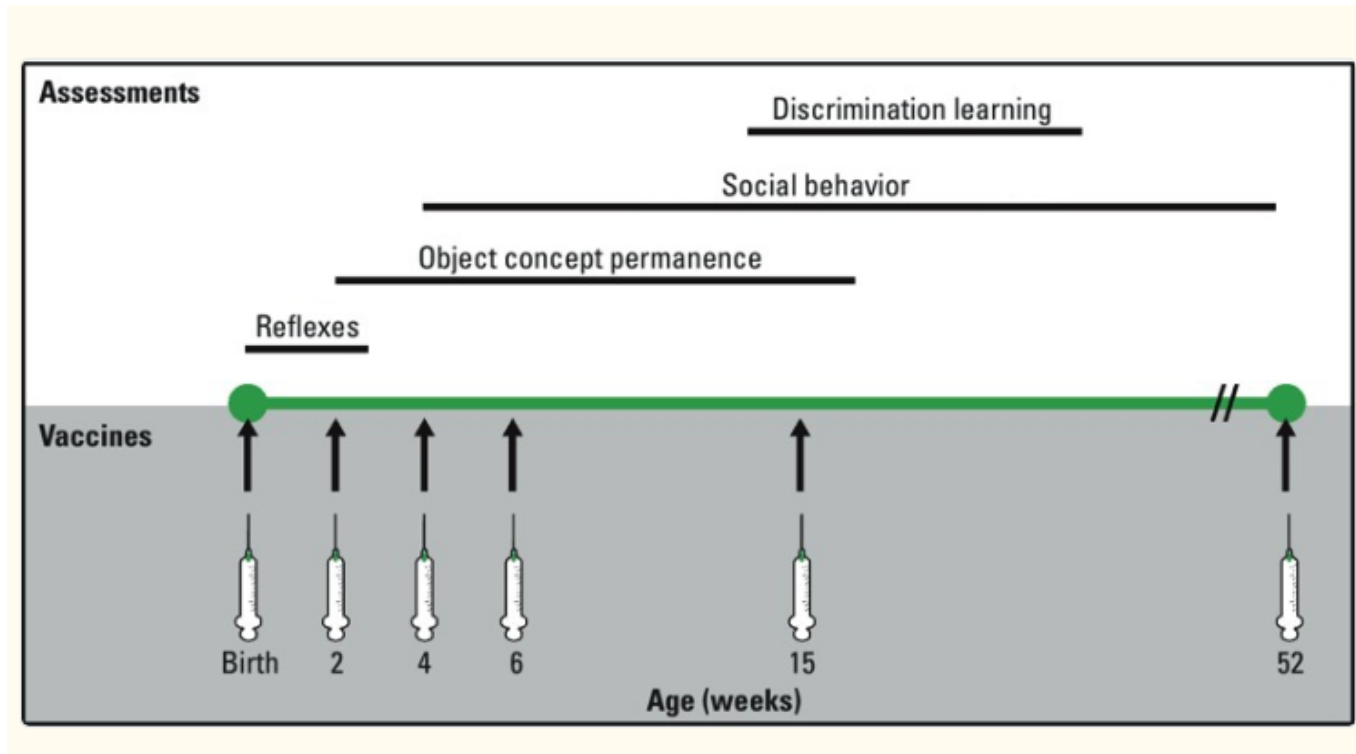 Assessments
Discrimination learning
Social behavior
Object concept permanence
Reflexes
//
Vaccines
Birth 2 4 6 15 52
Age (weeks)